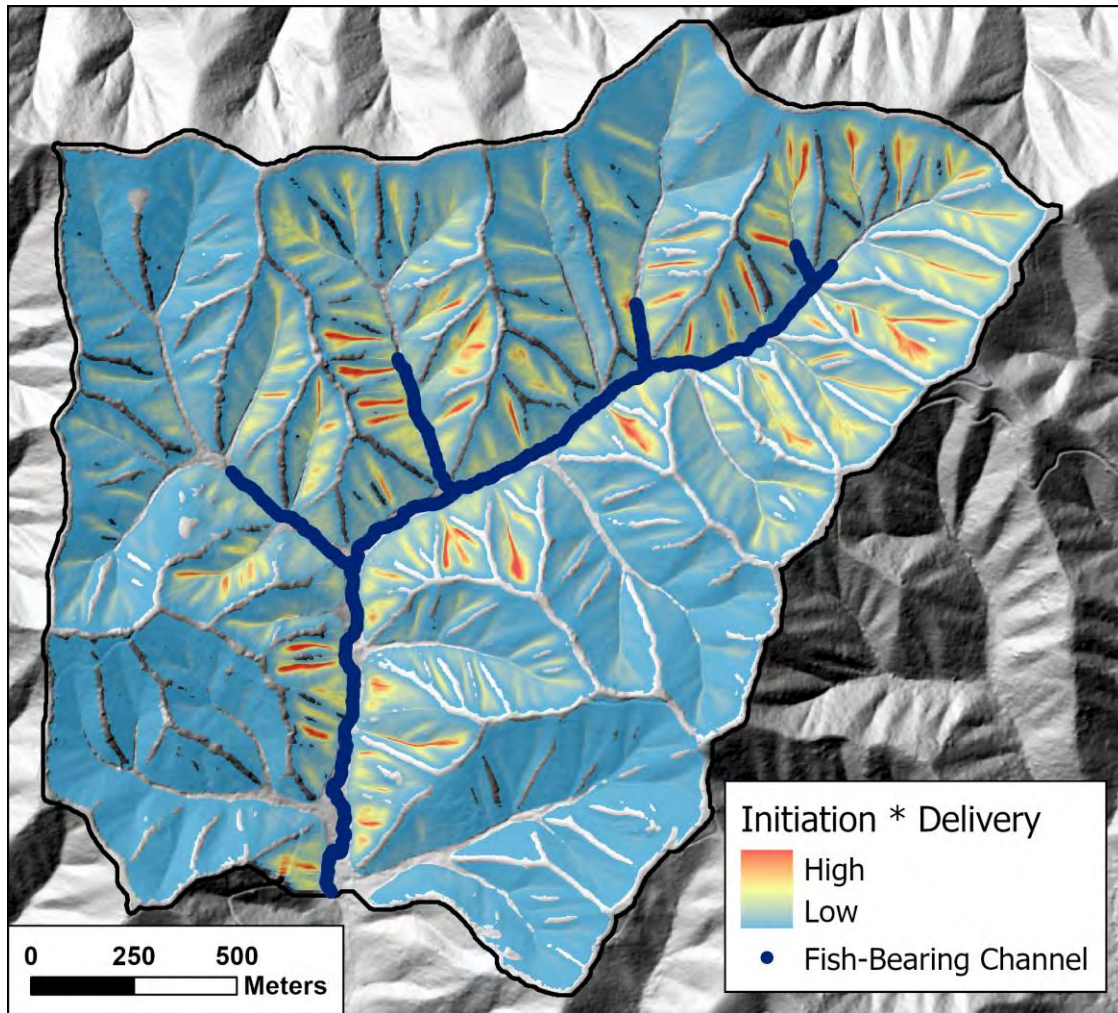 Initiation * Delivery
High
Low
Fish-Bearing Channel
0 250 500
Meters